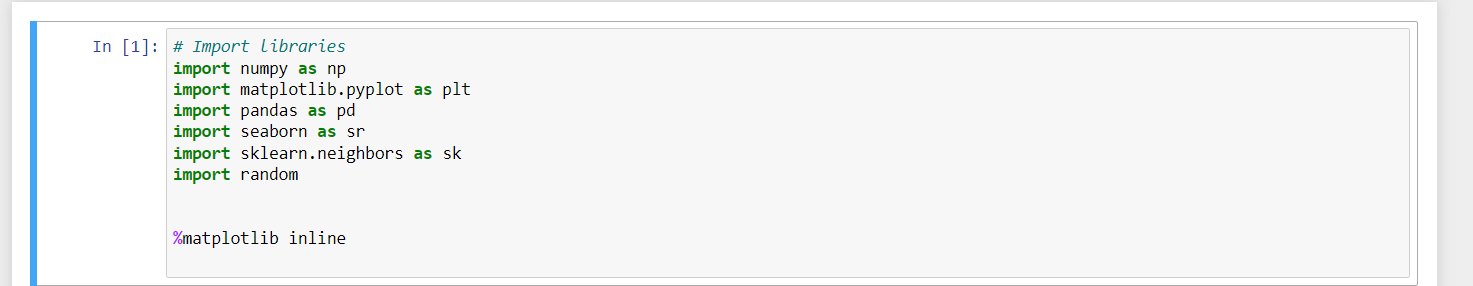 In [1]: # Import libraries
import numpy as np
import matplotlib.pyplot as plt
import pandas as pd
import seaborn as sr
import sklearn.neighbors as sk
import random
%matplotlib inline